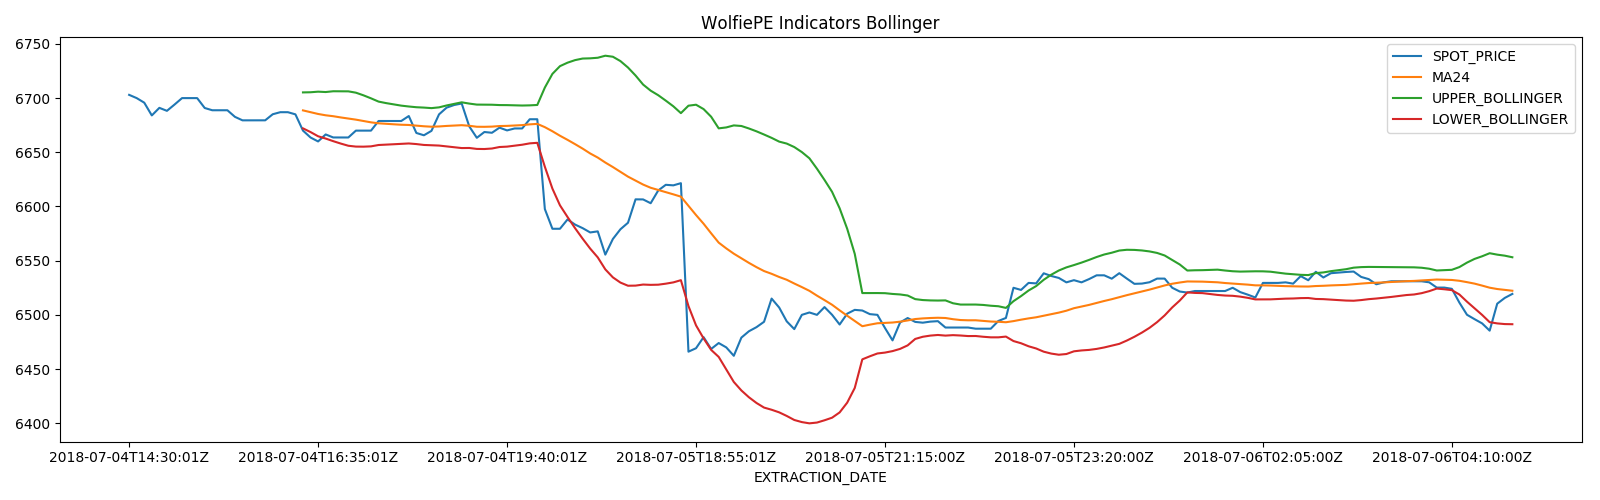 WolfiePE Indicators Bollinger
6750
6700
6650
6600
6550
6500
6450
6400
SPOT_PRICE
MA24
UPPER_BOLLINGER
LOWER_BOLLINGER
2018-07-04T14:30:01Z 2018-07-04T16:35:01Z 2018-07-04T19:40:01Z 2018-07-05T18:55:01Z 2018-07-05T21:15:00Z 2018-07-05T23:20:00Z 2018-07-06T02:05:00Z 2018-07-06T04:10:00Z
EXTRACTION_DATE